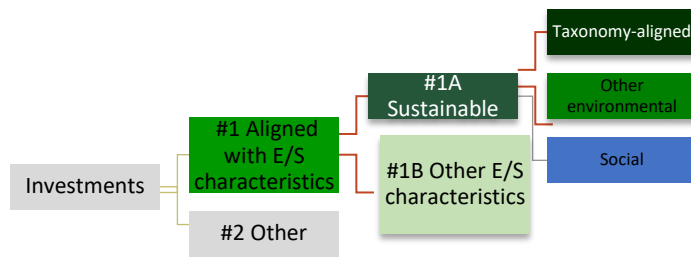 Taxonomy-aligned
#1A
Sustainable
Other
environmental
#1 Aligned
with E/S
characteristics
Social
#1B Other E/S
characteristics
Investments
#2 Other